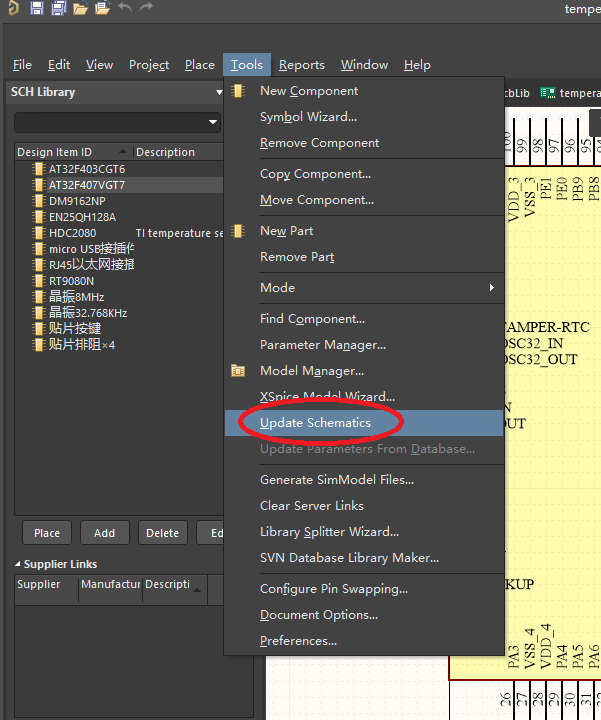 tempe
File Edit View Project Place Tools Reports Window Help
SCH Library
Design Item ID Description
AT32F403CGT6
AT32F407VGT7
DM9162NP
EN25QH128A
HDC2080 TI temperature se
micro USB接插件
RJ45以太网接插
RT9080N
晶振8MHz
晶振32.768KHz
贴片按键
贴片排阻×4
Place Add Delete Ed
Supplier Links
Supplier Manufactur Descripti
New Component
Symbol Wizard...
Remove Component
Copy Component...
Move Component...
New Part
Remove Part
Mode
Find Component...
Parameter Manager...
Model Manager...
XSpice Model Wizard...
Update Schematics
Update Parameters From Database...
Generate SimModel Files...
Clear Server Links
Library Splitter Wizard...
SVN Database Library Maker...
Configure Pin Swapping...
Document Options...
Preferences...
cbLib tempera
100 99 98 97 96 95
VDD_3 VSS_3 PE1 PE0 PB9 PB8
TAMPER-RTC
OSC32_IN
OSC32_OUT
IN
OUT
KUP
PA3 VSS_4 VDD_4 PA4 PA5 PA6
26 27 28 29 30 31